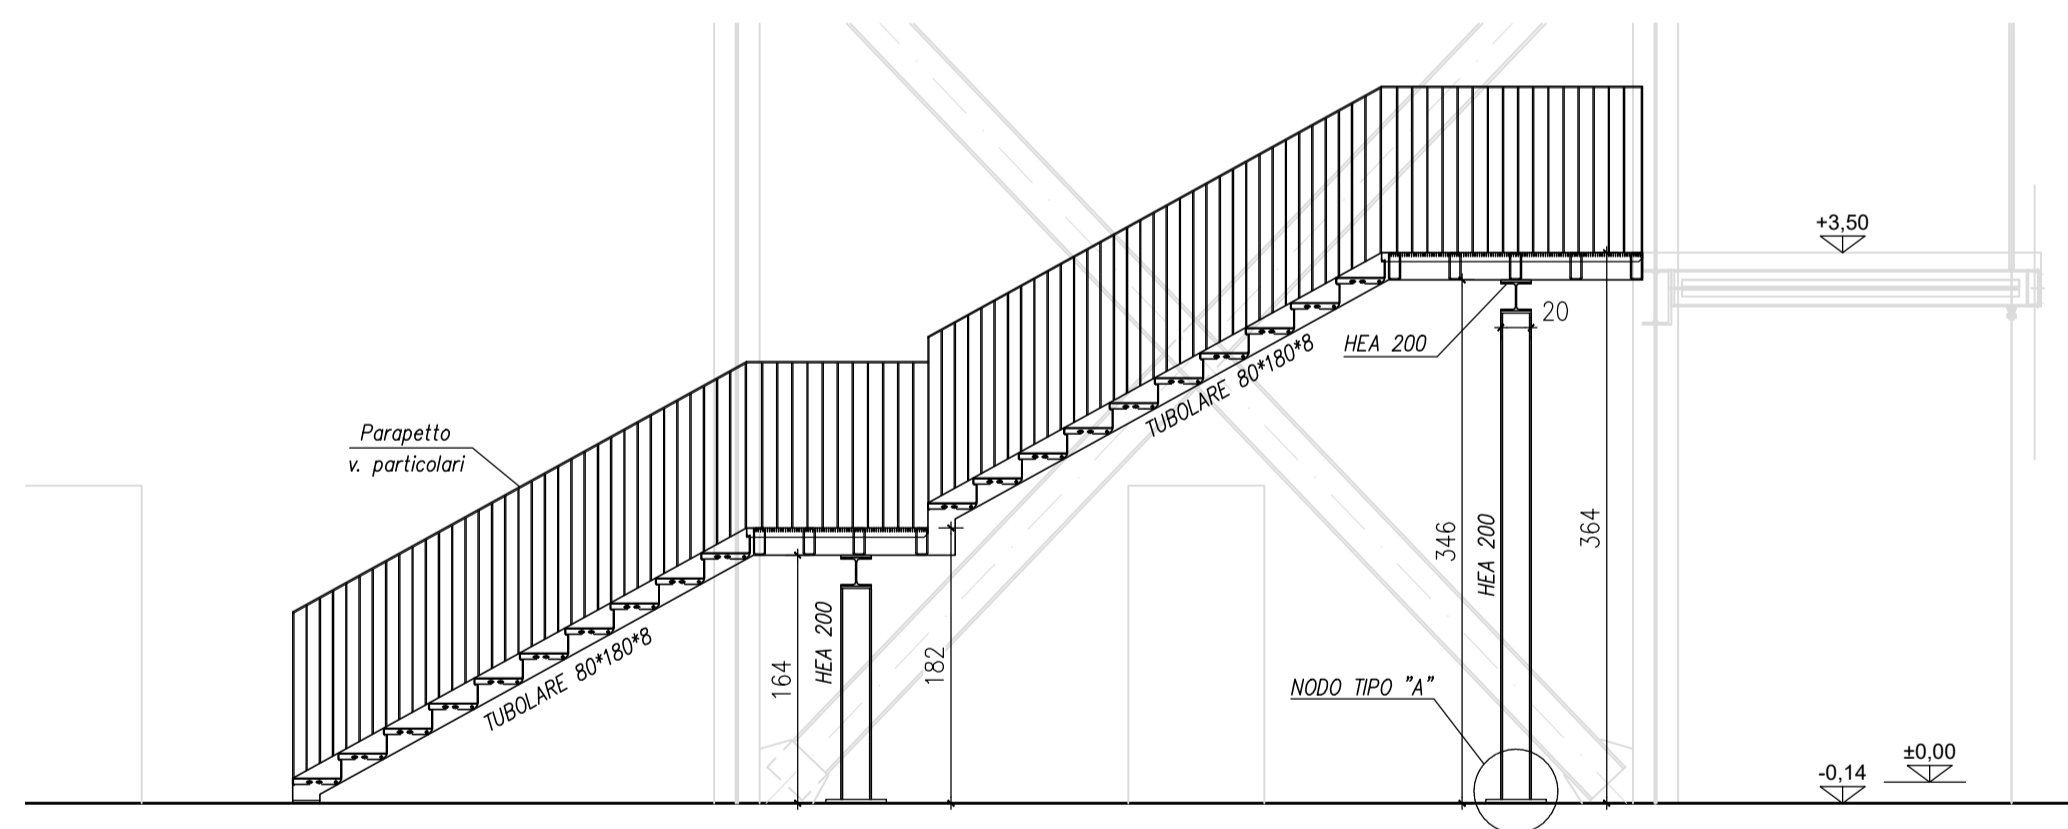 +3,50
20
HEA 200
TUBOLARE 80*180*8
Parapetto
v. particolari
346
HEA 200
364
TUBOLARE 80*180*8
164
HEA 200
182
NODO TIPO "A"
±0,00
-0,14